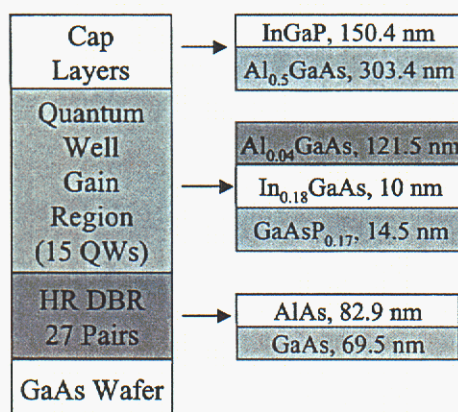 Cap
Layers
Quantum
Well
Gain
Region
(15 QWs)
HR DBR
27 Pairs
GaAs Wafer
InGaP, 150.4 nm
Al0.5GaAs, 303.4 nm
Al0.04GaAs, 121.5 nm
In0.18GaAs, 10 nm
GaAsP0.17, 14.5 nm
AlAs, 82.9 nm
GaAs, 69.5 nm